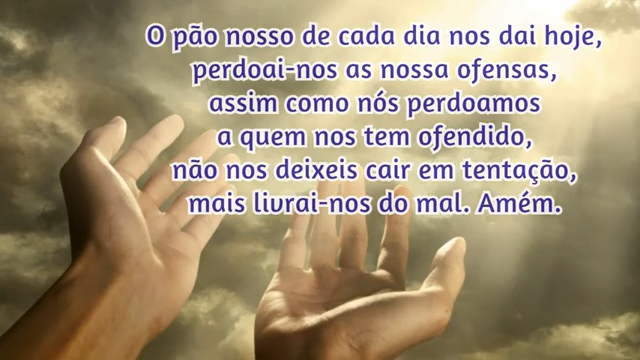 O pão nosso de cada dia nos dai hoje,
perdoai-nos as nossa ofensas,
assim como nós perdoamos
a quem nos tem ofendido,
não nos deixeis cair em tentação,
mais livrai-nos do mal. Amém.